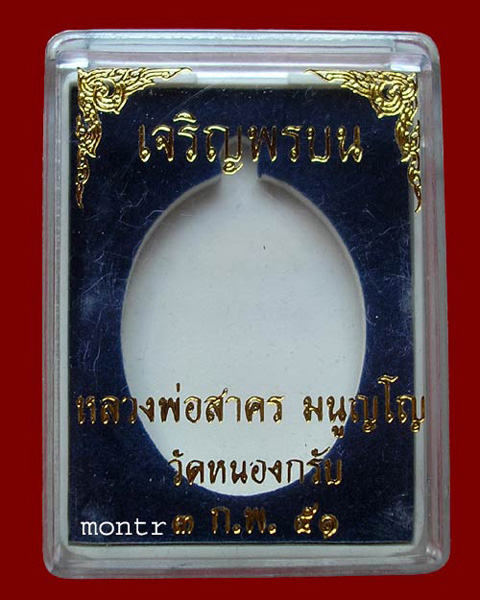 เจริญพรบน
หลวงพ่อสาคร มนุญโญ
วัดหนองกรับ
montr ๓ ก.พ. ๕๑